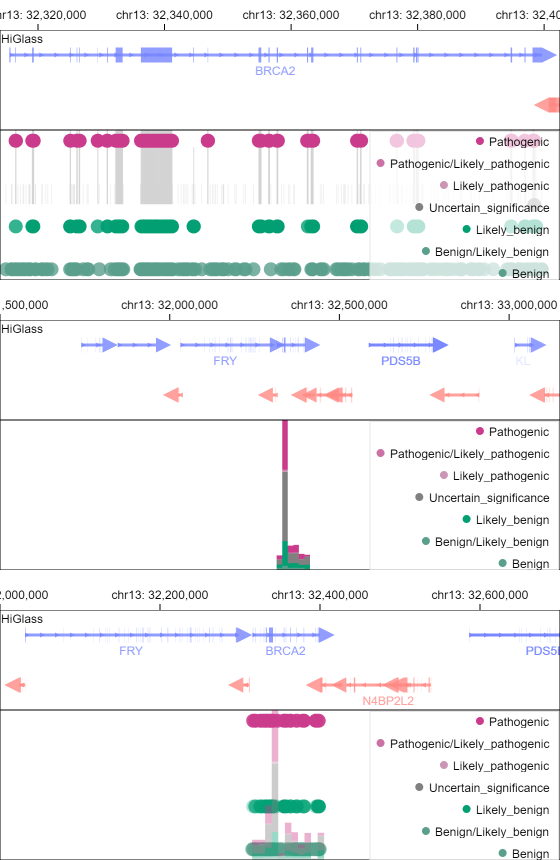 chr13: 32,320,000 chr13: 32,340,000 chr13: 32,360,000 chr13: 32,380,000 chr13: 32,40
HiGlass
BRCA2
Pathogenic
Pathogenic/Likely_pathogenic
Likely_pathogenic
Uncertain_significance
Likely_benign
Benign/Likely_benign
Benign
,500,000 chr13: 32,000,000 chr13: 32,500,000 chr13: 33,000,000
HiGlass
FRY PDS5B KL
Pathogenic
Pathogenic/Likely_pathogenic
Likely_pathogenic
Uncertain_significance
Likely_benign
Benign/Likely_benign
Benign
2,000,000 chr13: 32,200,000 chr13: 32,400,000 chr13: 32,600,000
HiGlass
FRY BRCA2 PDS5
N4BP2L2
Pathogenic
Pathogenic/Likely_pathogenic
Likely_pathogenic
Uncertain_significance
Likely_benign
Benign/Likely_benign
Benign